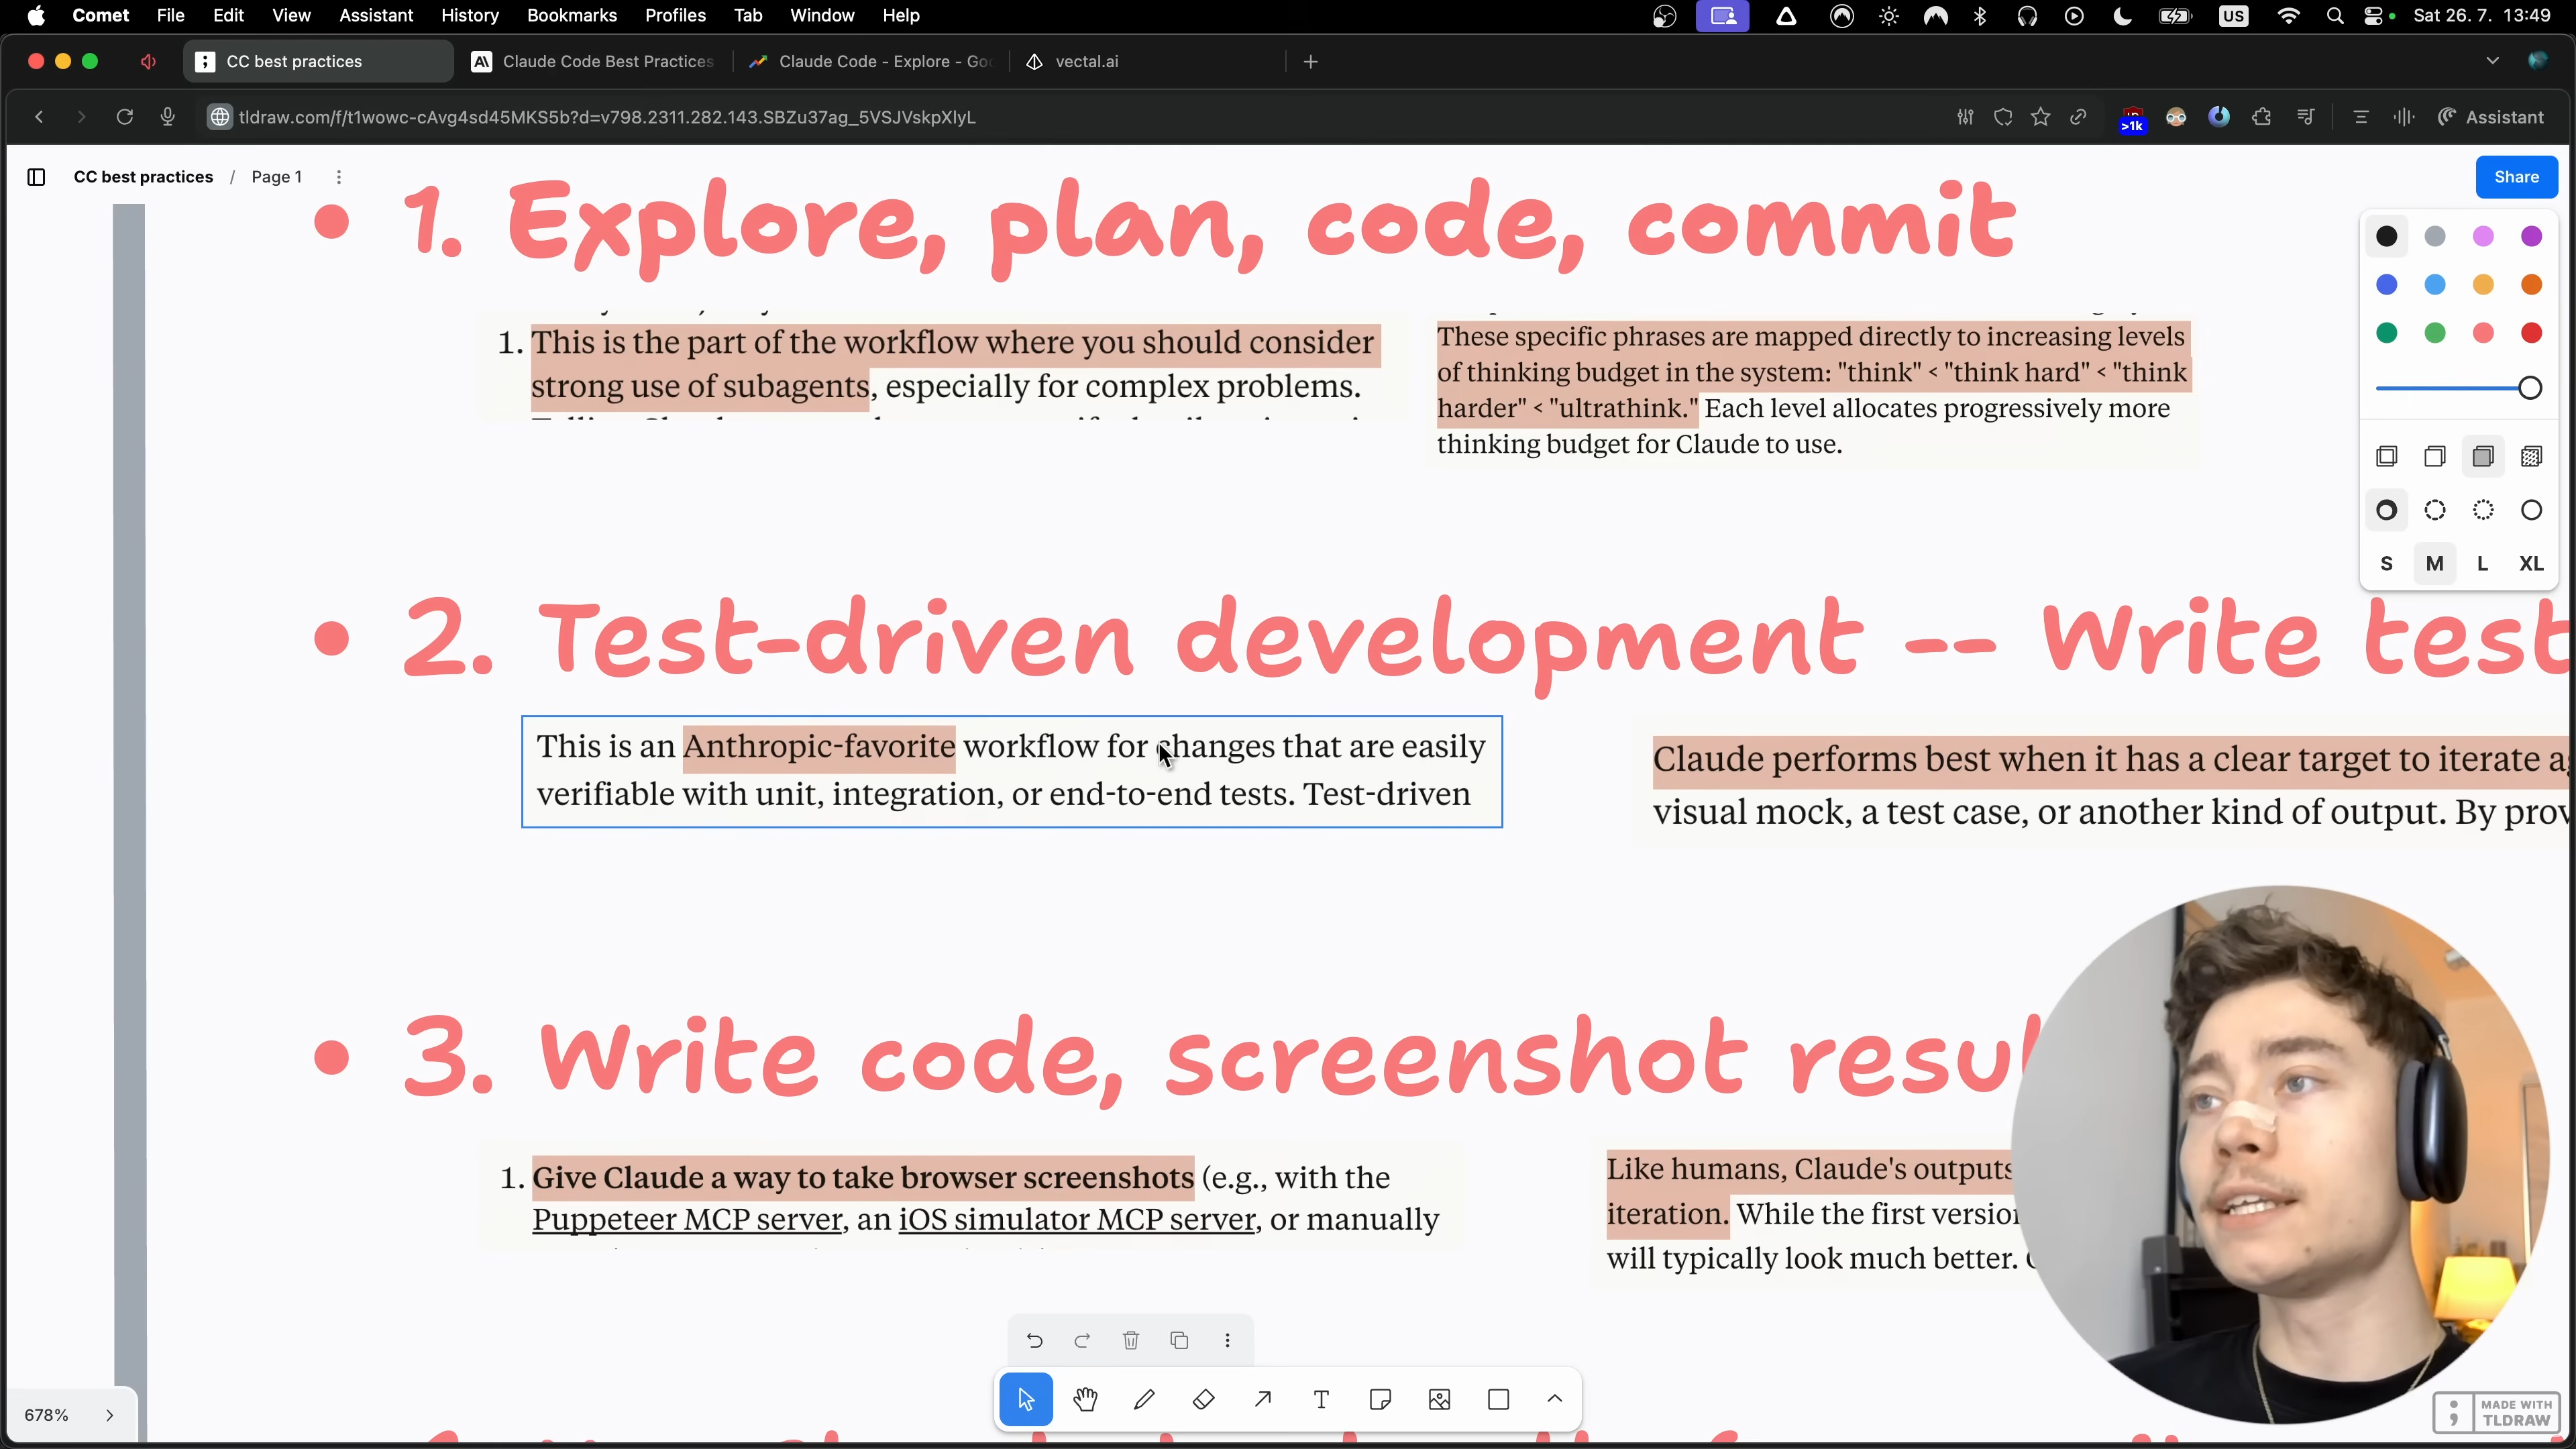 Comet File Edit View Assistant History Bookmarks Profiles Tab Window Help
US Sat 26. 7. 13:49
CC best practices
Claude Code Best Practices
Claude Code - Explore - Goo
vectal.ai
tldraw.com/f/t1wowc-cAvg4sd45MKS5b?d=v798.2311.282.143.SBZu37ag_5VSJVskpXlyL
>1k
Assistant
CC best practices / Page 1
Share
• 1. Explore, plan, code, commit
1. This is the part of the workflow where you should consider
strong use of subagents, especially for complex problems.
These specific phrases are mapped directly to increasing levels
of thinking budget in the system: "think" < "think hard" < "think
harder" < "ultrathink." Each level allocates progressively more
thinking budget for Claude to use.
S M L XL
• 2. Test-driven development -- Write test
This is an Anthropic-favorite workflow for changes that are easily
verifiable with unit, integration, or end-to-end tests. Test-driven
Claude performs best when it has a clear target to iterate
visual mock, a test case, or another kind of output. By prov
• 3. Write code, screenshot resul
1. Give Claude a way to take browser screenshots (e.g., with the
Puppeteer MCP server, an iOS simulator MCP server, or manually
Like humans, Claude's outputs
iteration. While the first version
will typically look much better.
678%
MADE WITH
TLDRAW